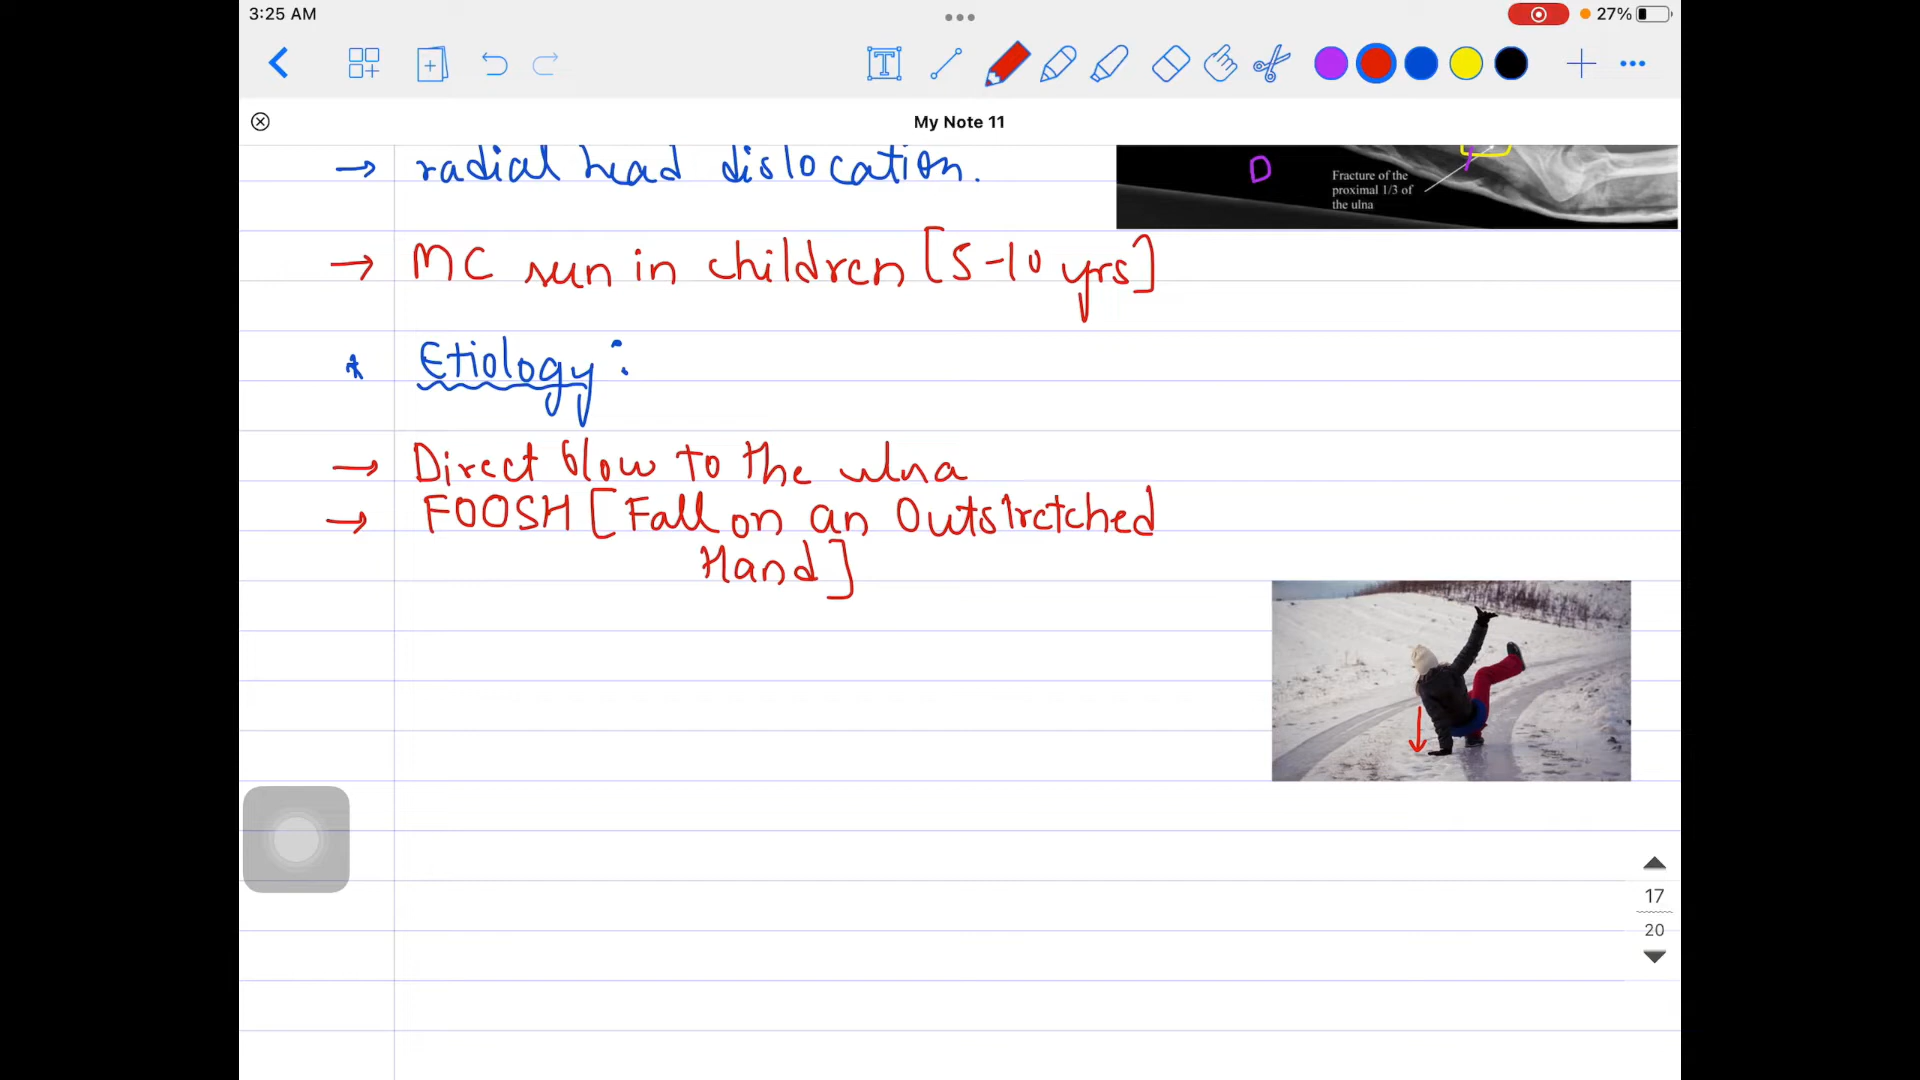 3:25 AM
27%
T
My Note 11
→ radial head dislocation.
D
Fracture of the
proximal 1/3 of
the ulna
→ MC seen in children [5-10 yrs]
* Etiology:
→ Direct blow to the ulna
→ FOOSH [Fall on an Outstretched
Hand]
17
20